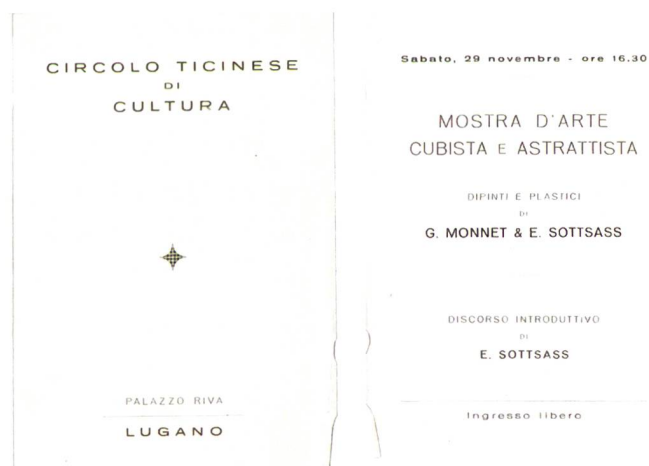 CIRCOLO TICINESE
DI
CULTURA
PALAZZO RIVA
LUGANO
Sabato, 29 novembre - ore 16.30
MOSTRA D'ARTE
CUBISTA E ASTRATTISTA
DIPINTI E PLASTICI
DI
G. MONNET & E. SOTTSASS
DISCORSO INTRODUTTIVO
DI
E. SOTTSASS
Ingresso libero